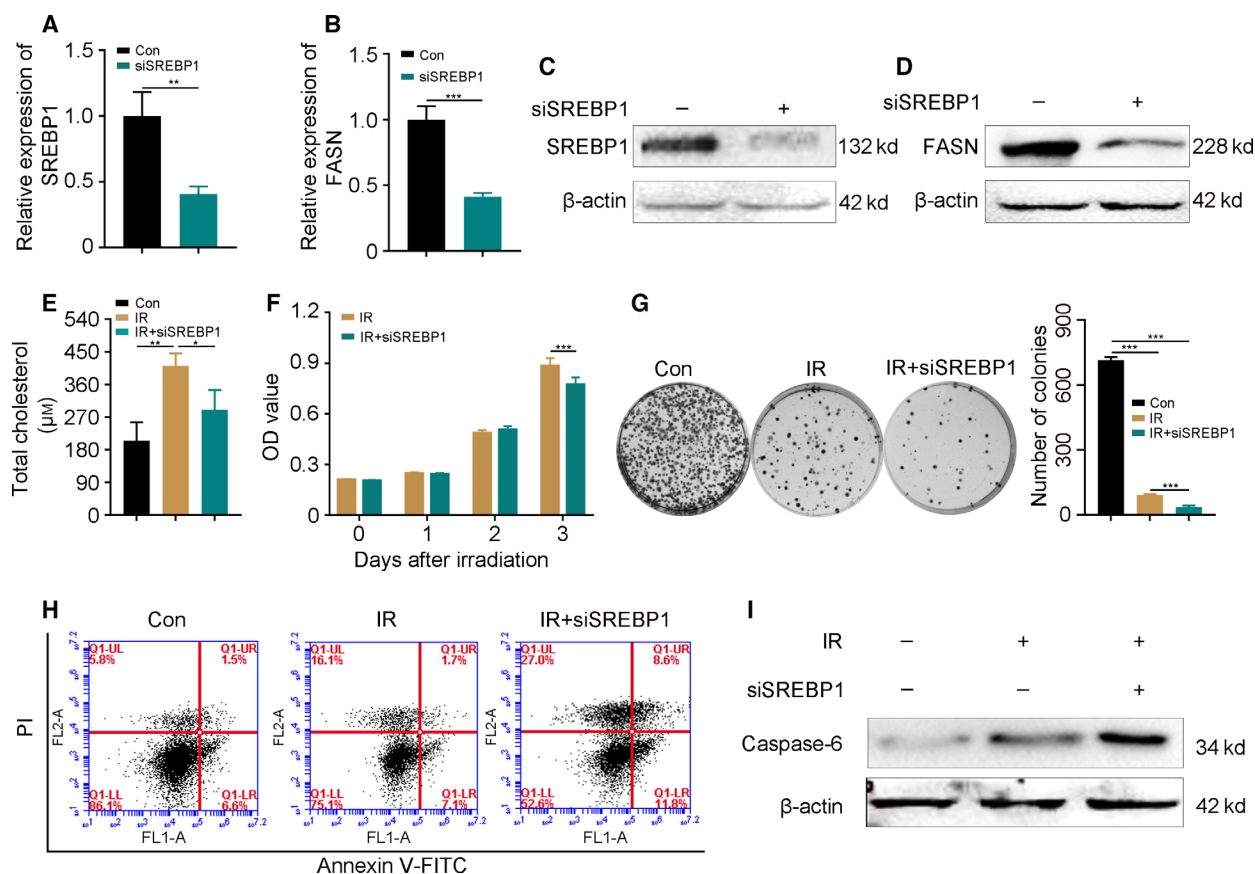 A
Relative expression of
SREBP1
1.5
1.0
0.5
0
Con
siSREBP1
**
B
Relative expression of
FASN
1.5
1.0
0.5
0
Con
siSREBP1
***
C
siSREBP1 – +
SREBP1 132 kd
β-actin 42 kd
D
siSREBP1 – +
FASN 228 kd
β-actin 42 kd
E
Total cholesterol
(μM)
540
450
360
270
180
90
0
Con
IR
IR+siSREBP1
** *
F
OD value
1.2
0.9
0.6
0.3
0
IR
IR+siSREBP1
***
0 1 2 3
Days after irradiation
G
Con IR IR+siSREBP1
Number of colonies
900
600
300
0
***
***
Con
IR
IR+siSREBP1
***
H
Con IR IR+siSREBP1
PI
FL2-A
Q1-UL Q1-UR
5.8% 1.5%
Q1-LL Q1-LR
86.1% 6.6%
FL1-A
FL2-A
Q1-UL Q1-UR
16.1% 1.7%
Q1-LL Q1-LR
75.1% 7.1%
FL1-A
FL2-A
Q1-UL Q1-UR
27.0% 8.6%
Q1-LL Q1-LR
52.6% 11.8%
FL1-A
Annexin V-FITC
I
IR – + +
siSREBP1 – – +
Caspase-6 34 kd
β-actin 42 kd